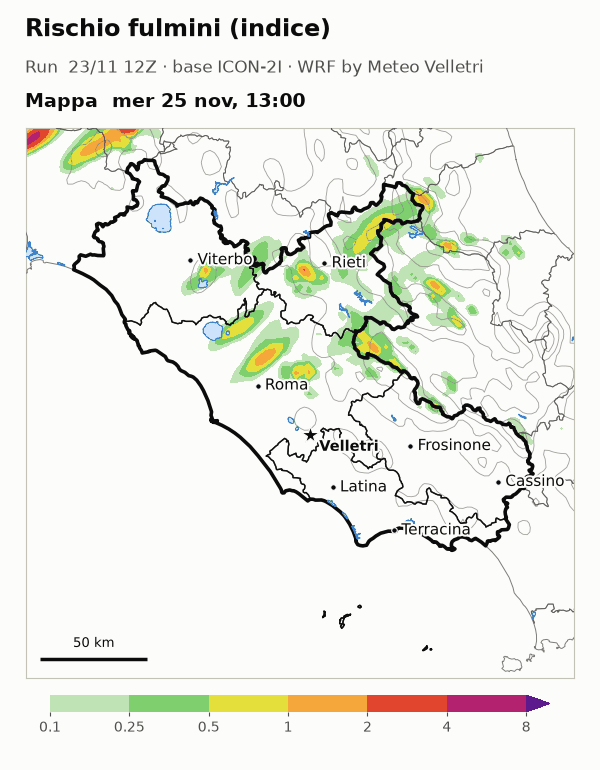 Rischio fulmini (indice)
Run  23/11 12Z · base ICON-2I · WRF by Meteo Velletri
Mappa  mer 25 nov, 13:00
Viterbo
Rieti
Roma
Velletri
Frosinone
Cassino
Latina
Terracina
50 km
0.1 0.25 0.5 1 2 4 8